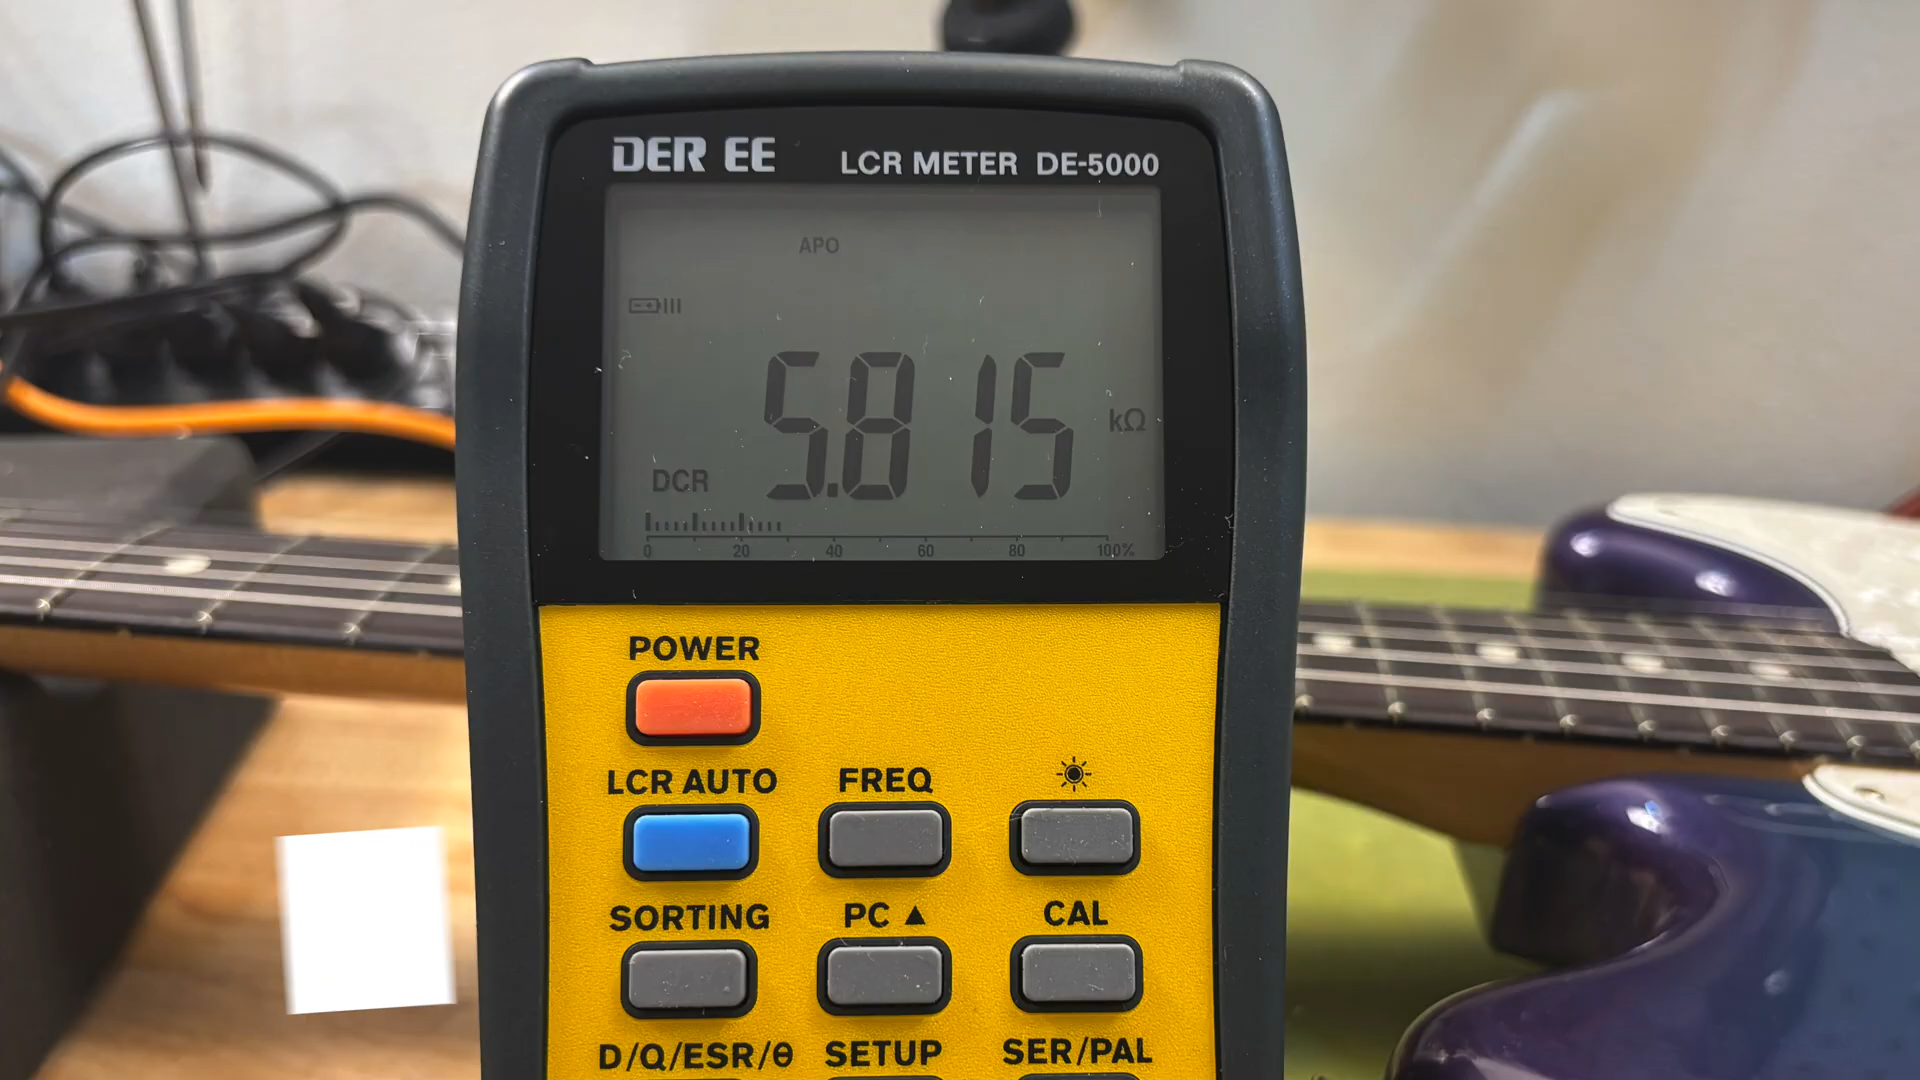 DER EE LCR METER DE-5000
APO
5.815 kΩ
DCR
0 20 40 60 80 100%
POWER
LCR AUTO FREQ
SORTING PC ▲ CAL
D/Q/ESR/θ SETUP SER/PAL